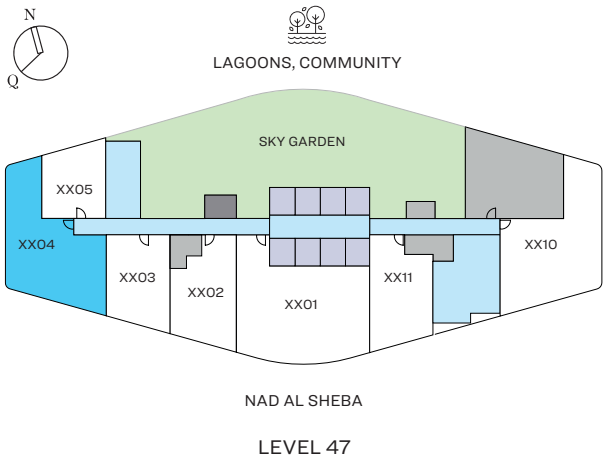 N
Q
LAGOONS, COMMUNITY
SKY GARDEN
XX05
XX04
XX03
XX02
XX01
XX11
XX10
NAD AL SHEBA
LEVEL 47